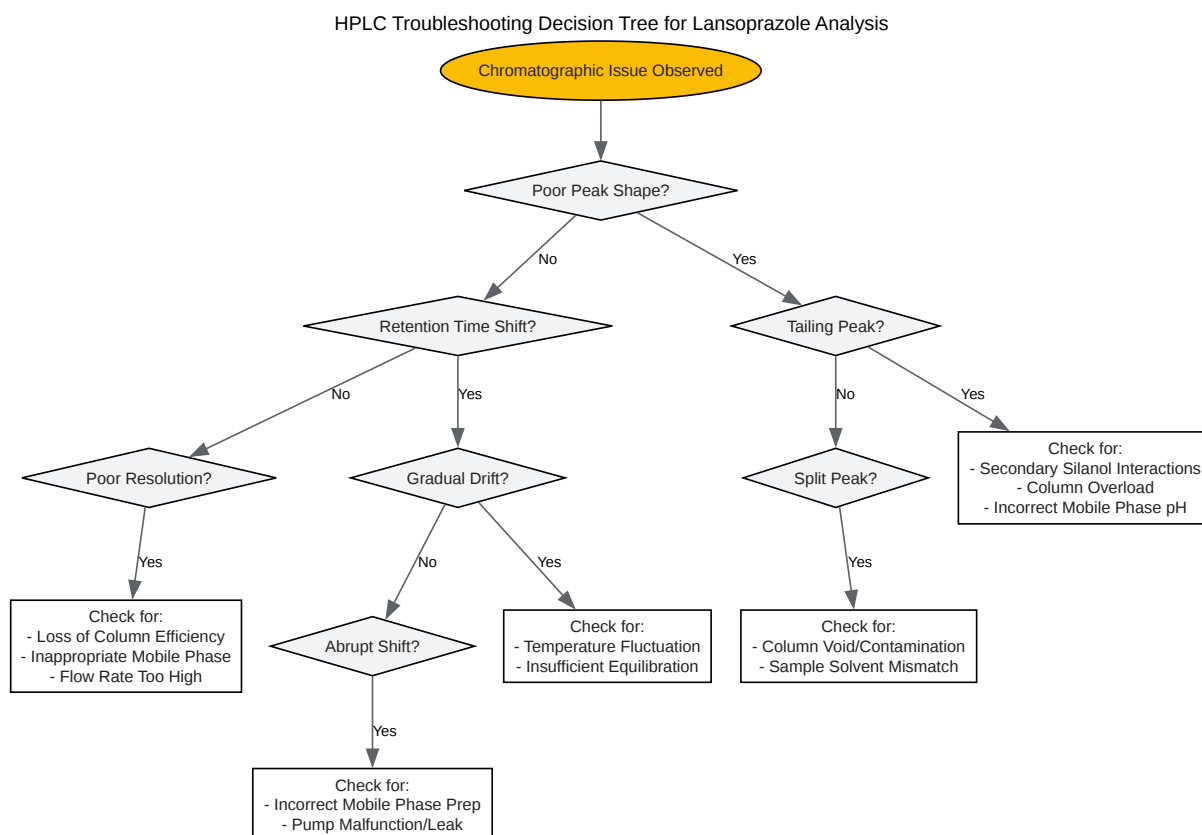 HPLC Troubleshooting Decision Tree for Lansoprazole Analysis
Chromatographic Issue Observed
Poor Peak Shape?
No
Yes
Retention Time Shift?
Tailing Peak?
No
Yes
No
Yes
Poor Resolution?
Gradual Drift?
Split Peak?
Check for:
- Secondary Silanol Interactions
- Column Overload
- Incorrect Mobile Phase pH
Yes
No
Yes
Yes
Check for:
- Loss of Column Efficiency
- Inappropriate Mobile Phase
- Flow Rate Too High
Abrupt Shift?
Check for:
- Temperature Fluctuation
- Insufficient Equilibration
Check for:
- Column Void/Contamination
- Sample Solvent Mismatch
Yes
Check for:
- Incorrect Mobile Phase Prep
- Pump Malfunction/Leak